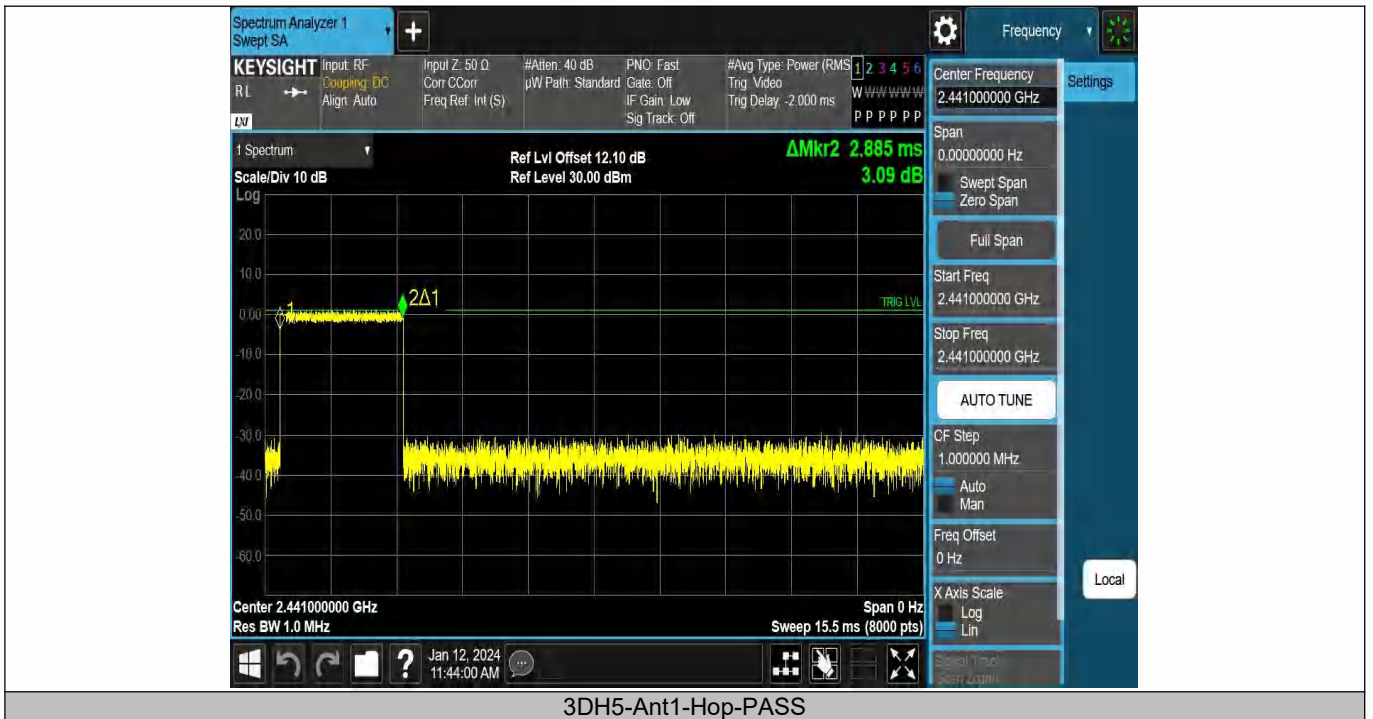 Spectrum Analyzer 1
Swept SA
Frequency
KEYSIGHT
RL
LXI
Input: RF
Coupling: DC
Align: Auto
Input Z: 50 Ω
Corr CCorr
Freq Ref: Int (S)
#Atten: 40 dB
µW Path: Standard
PNO: Fast
Gate: Off
IF Gain: Low
Sig Track: Off
#Avg Type: Power (RMS
Trig: Video
Trig Delay: -2.000 ms
1 2 3 4 5 6
W W W W W W
P P P P P P
Center Frequency
2.441000000 GHz
Settings
Span
0.00000000 Hz
Swept Span
Zero Span
Full Span
Start Freq
2.441000000 GHz
Stop Freq
2.441000000 GHz
AUTO TUNE
CF Step
1.000000 MHz
Auto
Man
Freq Offset
0 Hz
X Axis Scale
Log
Lin
Signal Track
Local
1 Spectrum
Scale/Div 10 dB
Ref Lvl Offset 12.10 dB
Ref Level 30.00 dBm
ΔMkr2 2.885 ms
3.09 dB
Log
20.0
10.0
0.00
-10.0
-20.0
-30.0
-40.0
-50.0
-60.0
1
2Δ1
TRIG LVL
Center 2.441000000 GHz
Res BW 1.0 MHz
Span 0 Hz
Sweep 15.5 ms (8000 pts)
Jan 12, 2024
11:44:00 AM
3DH5-Ant1-Hop-PASS